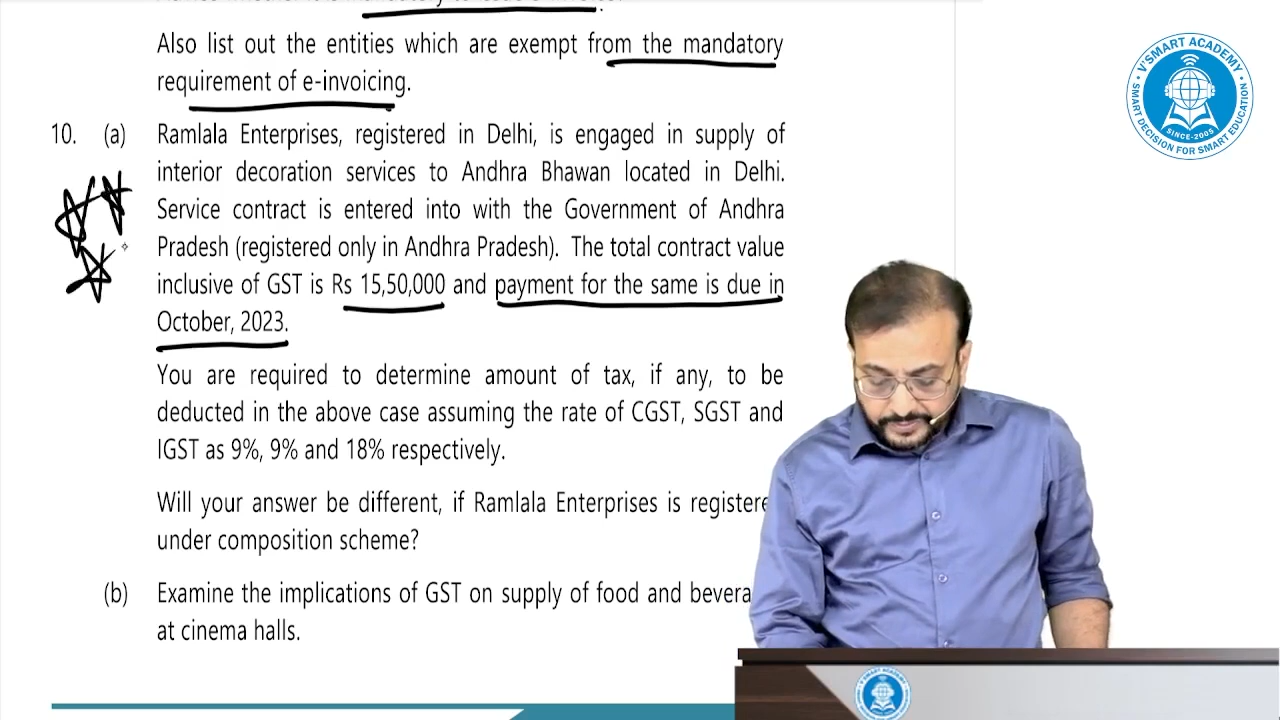 Also list out the entities which are exempt from the mandatory
requirement of e-invoicing.
10. (a) Ramlala Enterprises, registered in Delhi, is engaged in supply of
interior decoration services to Andhra Bhawan located in Delhi.
Service contract is entered into with the Government of Andhra
Pradesh (registered only in Andhra Pradesh). The total contract value
inclusive of GST is Rs 15,50,000 and payment for the same is due in
October, 2023.
You are required to determine amount of tax, if any, to be
deducted in the above case assuming the rate of CGST, SGST and
IGST as 9%, 9% and 18% respectively.
Will your answer be different, if Ramlala Enterprises is registere
under composition scheme?
(b) Examine the implications of GST on supply of food and bevera
at cinema halls.
V'SMART ACADEMY
SMART DECISION FOR SMART EDUCATION
SINCE-2005